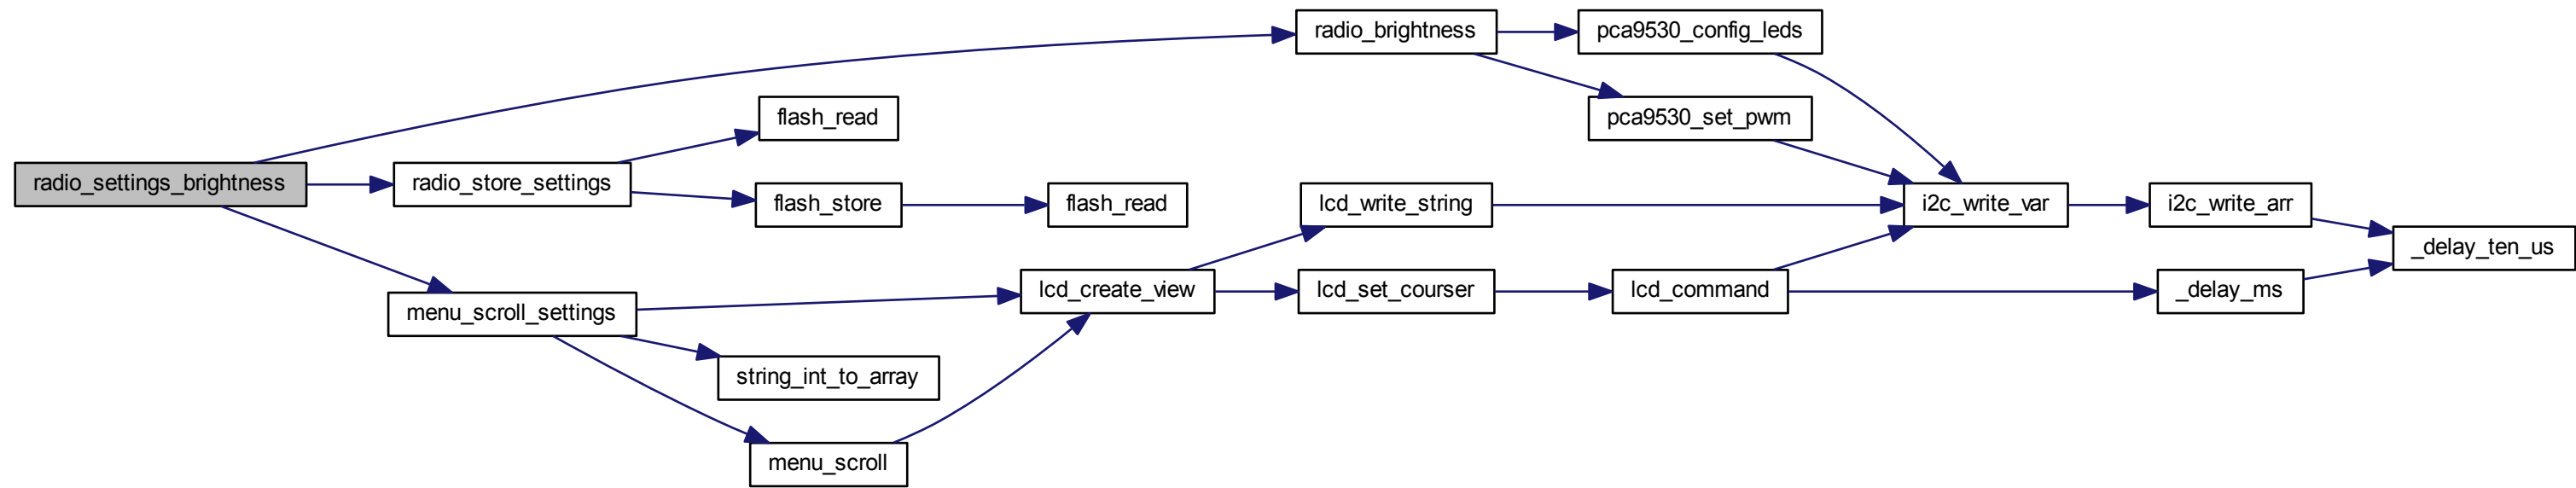 radio_brightness
pca9530_config_leds
flash_read
pca9530_set_pwm
radio_settings_brightness
radio_store_settings
flash_store
flash_read
lcd_write_string
i2c_write_var
i2c_write_arr
_delay_ten_us
menu_scroll_settings
lcd_create_view
lcd_set_courser
lcd_command
_delay_ms
string_int_to_array
menu_scroll